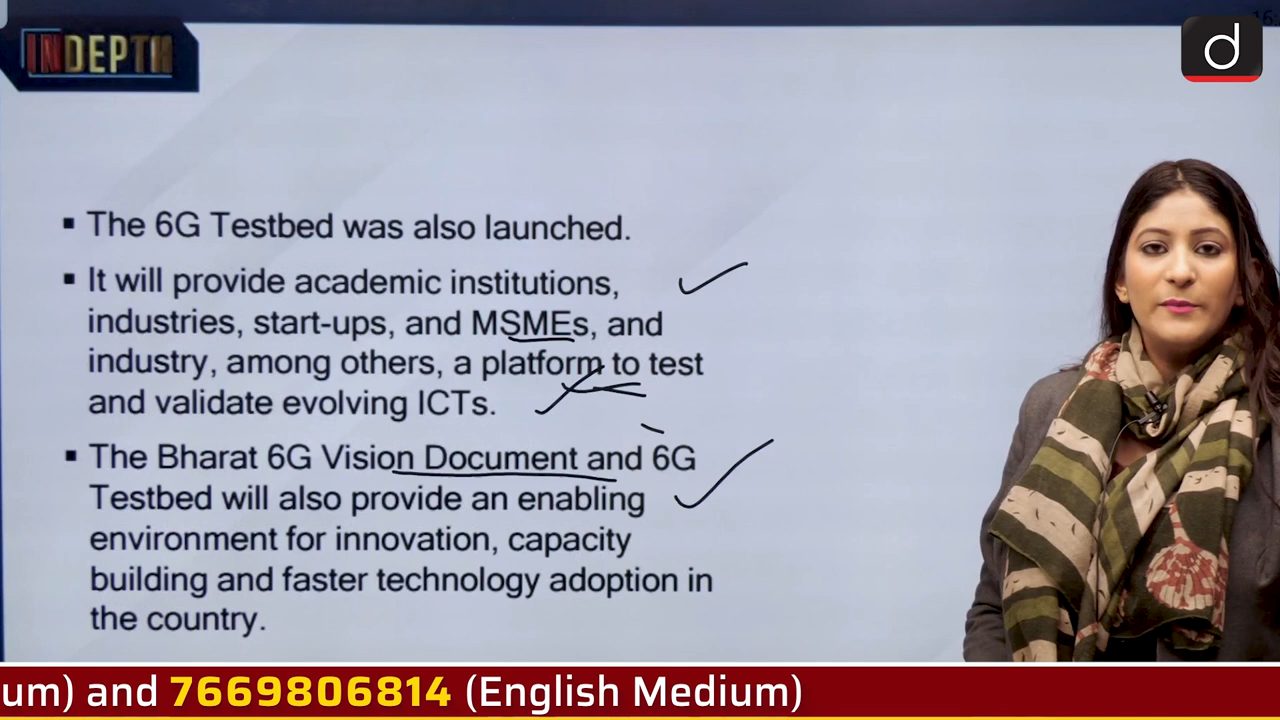 INDEPTH
d
▪ The 6G Testbed was also launched.
▪ It will provide academic institutions,
industries, start-ups, and MSMEs, and
industry, among others, a platform to test
and validate evolving ICTs.
▪ The Bharat 6G Vision Document and 6G
Testbed will also provide an enabling
environment for innovation, capacity
building and faster technology adoption in
the country.
um) and 7669806814 (English Medium)